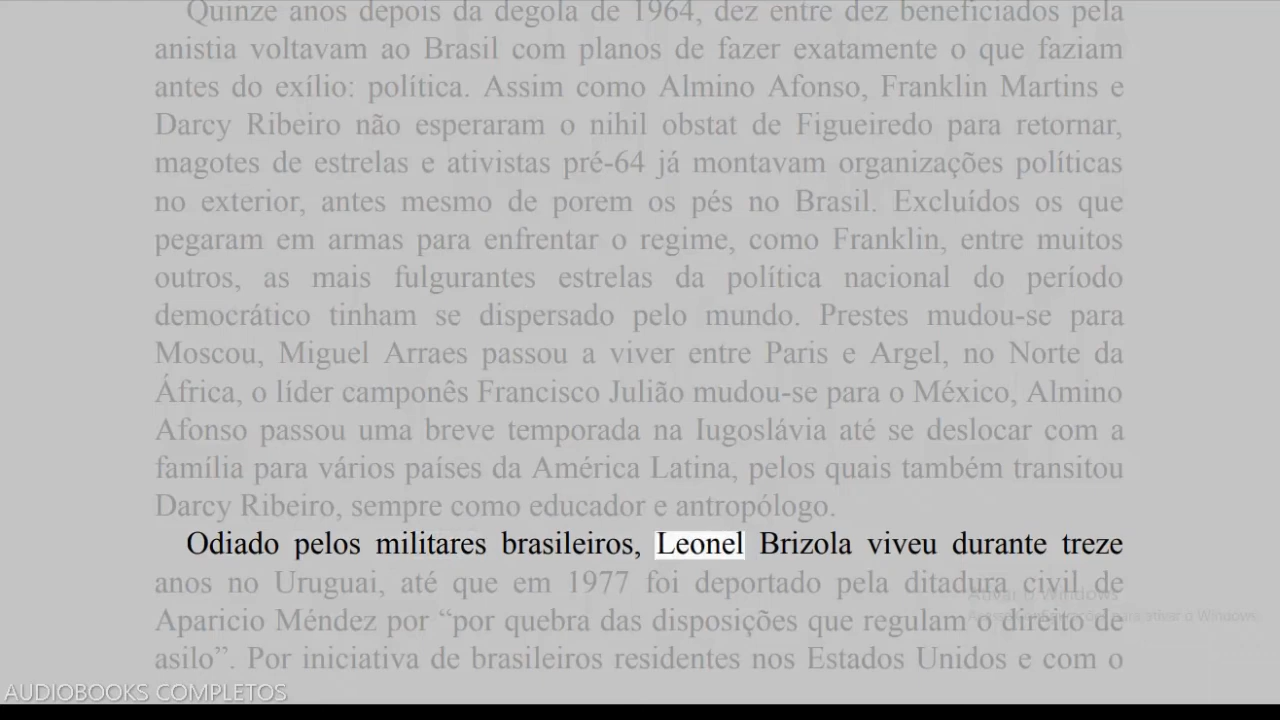 Quinze anos depois da degola de 1964, dez entre dez beneficiados pela
anistia voltavam ao Brasil com planos de fazer exatamente o que faziam
antes do exílio: política. Assim como Almino Afonso, Franklin Martins e
Darcy Ribeiro não esperaram o nihil obstat de Figueiredo para retornar,
magotes de estrelas e ativistas pré-64 já montavam organizações políticas
no exterior, antes mesmo de porem os pés no Brasil. Excluídos os que
pegaram em armas para enfrentar o regime, como Franklin, entre muitos
outros, as mais fulgurantes estrelas da política nacional do período
democrático tinham se dispersado pelo mundo. Prestes mudou-se para
Moscou, Miguel Arraes passou a viver entre Paris e Argel, no Norte da
África, o líder camponês Francisco Julião mudou-se para o México, Almino
Afonso passou uma breve temporada na Iugoslávia até se deslocar com a
família para vários países da América Latina, pelos quais também transitou
Darcy Ribeiro, sempre como educador e antropólogo.
Odiado pelos militares brasileiros, Leonel Brizola viveu durante treze
anos no Uruguai, até que em 1977 foi deportado pela ditadura civil de
Aparicio Méndez por “por quebra das disposições que regulam o direito de
asilo”. Por iniciativa de brasileiros residentes nos Estados Unidos e com o
Ativar o Windows
para ativar o Windows.
AUDIOBOOKS COMPLETOS